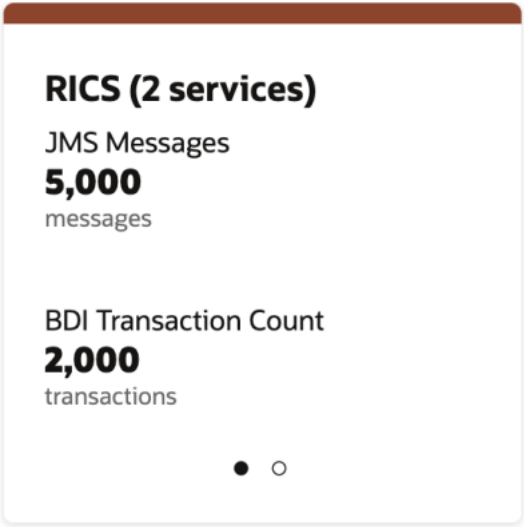 RICS (2 services)
JMS Messages
5,000
messages
BDI Transaction Count
2,000
transactions